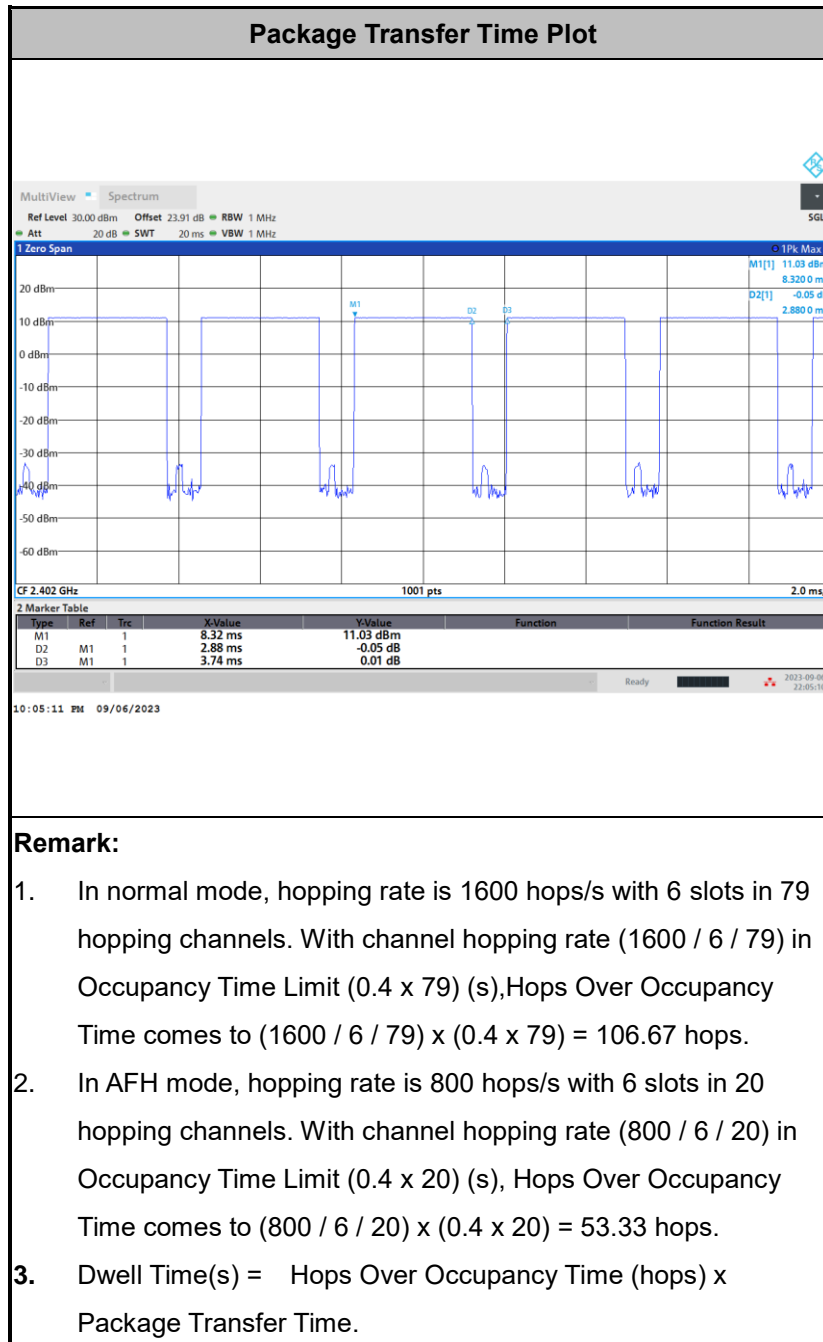 Package Transfer Time Plot
MultiView Spectrum
Ref Level 30.00 dBm Offset 23.91 dB RBW 1 MHz
SGL
Att 20 dB SWT 20 ms VBW 1 MHz
1 Zero Span 1Pk Max
M1[1] 11.03 dBm
8.320 0 m
20 dBm
D2[1] -0.05 d
M1
2.880 0 m
D2 D3
10 dBm
0 dBm
-10 dBm
-20 dBm
-30 dBm
-40 dBm
-50 dBm
-60 dBm
CF 2.402 GHz 1001 pts 2.0 ms/
2 Marker Table
Type Ref Trc X-Value Y-Value Function Function Result
M1 1 8.32 ms 11.03 dBm
D2 M1 1 2.88 ms -0.05 dB
D3 M1 1 3.74 ms 0.01 dB
Ready
22:05:10
10:05:11 PM 09/06/2023
Remark:
1. In normal mode, hopping rate is 1600 hops/s with 6 slots in 79
hopping channels. With channel hopping rate (1600 / 6 / 79) in
Occupancy Time Limit (0.4 x 79) (s),Hops Over Occupancy
Time comes to (1600 / 6 / 79) x (0.4 x 79) = 106.67 hops.
2. In AFH mode, hopping rate is 800 hops/s with 6 slots in 20
hopping channels. With channel hopping rate (800 / 6 / 20) in
Occupancy Time Limit (0.4 x 20) (s), Hops Over Occupancy
Time comes to (800 / 6 / 20) x (0.4 x 20) = 53.33 hops.
3. Dwell Time(s) = Hops Over Occupancy Time (hops) x
Package Transfer Time.